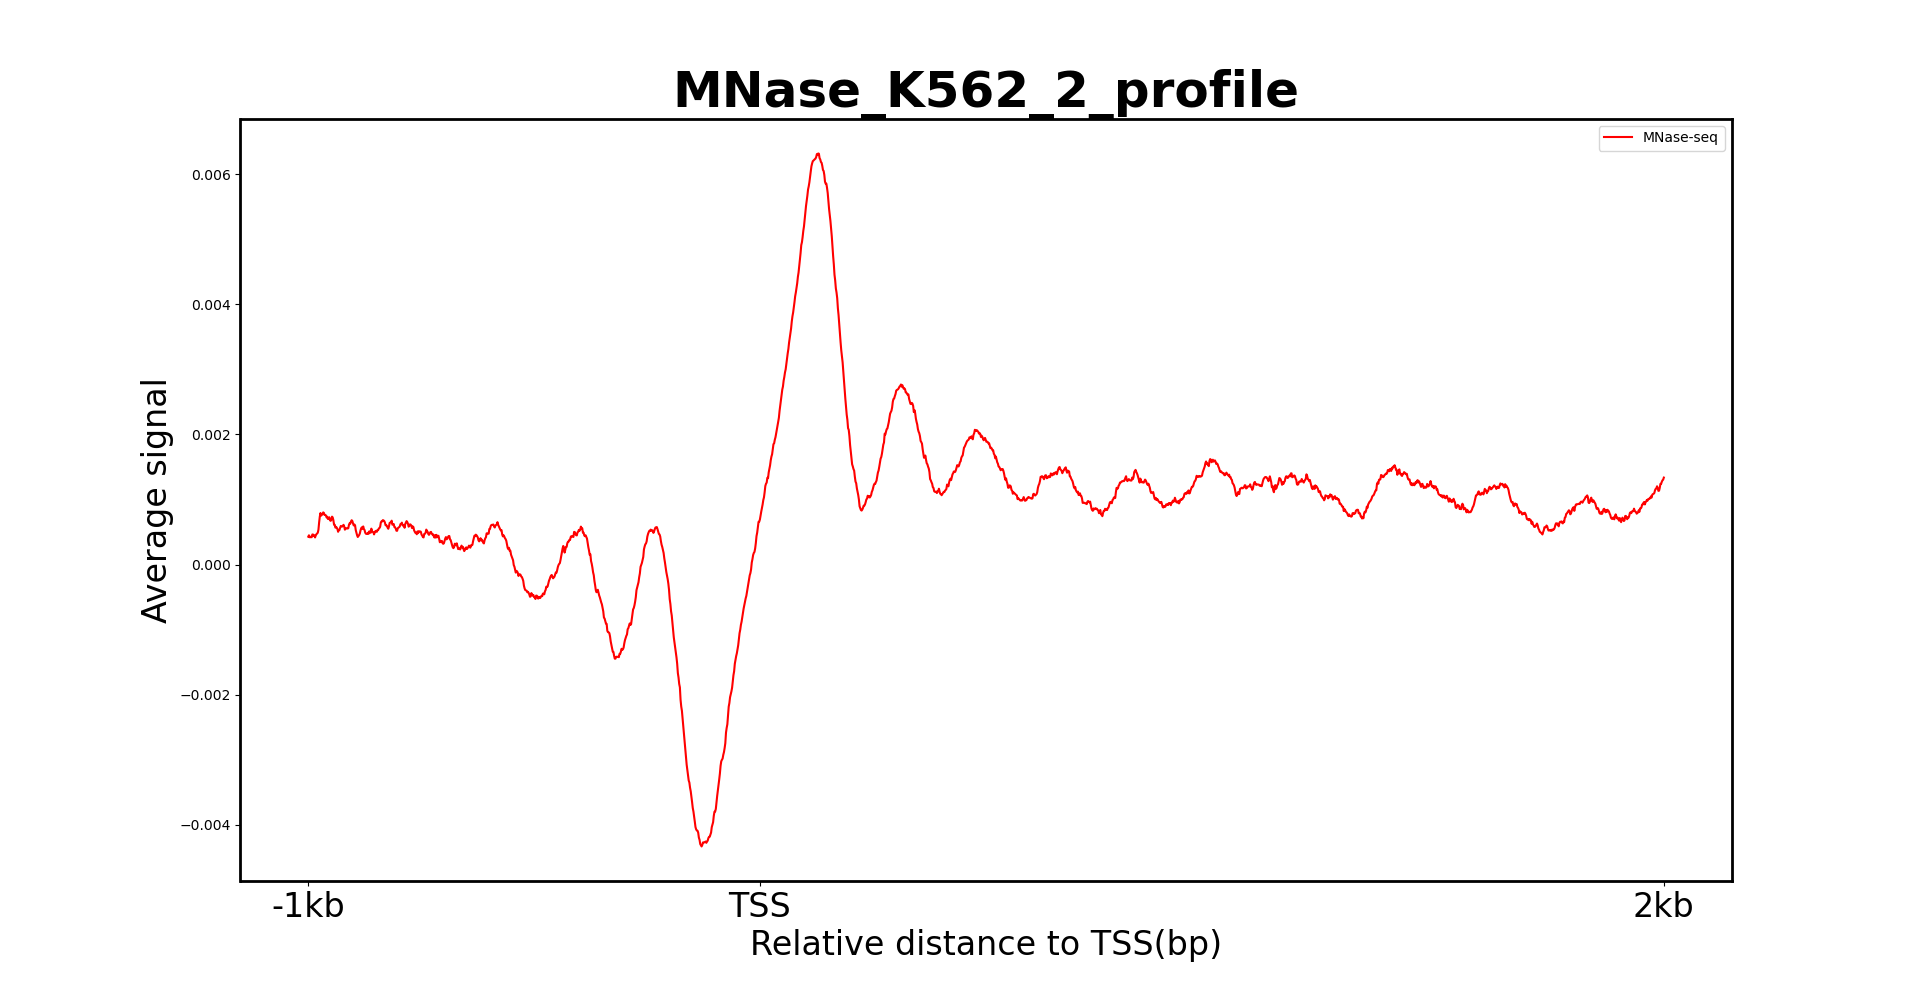 MNase_K562_2_profile
MNase-seq
0.006
0.004
0.002
0.000
−0.002
−0.004
Average signal
-1kb TSS 2kb
Relative distance to TSS(bp)